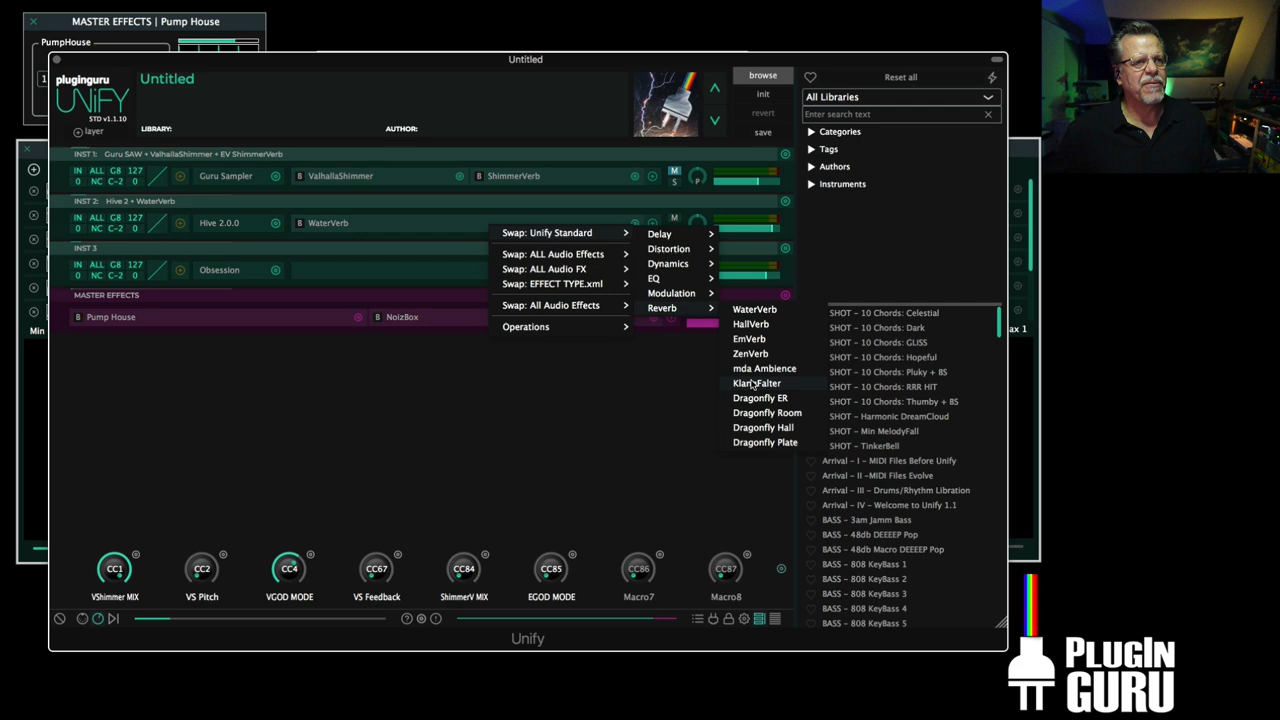 MASTER EFFECTS | Pump House
PumpHouse
1
Untitled
pluginguru
UNiFY
STD v1.1.10
layer
Untitled
LIBRARY:
AUTHOR:
browse
init
revert
save
Reset all
All Libraries
Enter search text
Categories
Tags
Authors
Instruments
INST 1: Guru SAW + ValhallaShimmer + EV ShimmerVerb
IN ALL G8 127
0 NC C-2 0
Guru Sampler
B ValhallaShimmer
B ShimmerVerb
M
S
P
INST 2: Hive 2 + WaterVerb
IN ALL G8 127
0 NC C-2 0
Hive 2.0.0
B WaterVerb
M
INST 3
IN ALL G8 127
0 NC C-2 0
Obsession
MASTER EFFECTS
B Pump House
B NoizBox
Min
ax 1
Swap: Unify Standard
Swap: ALL Audio Effects
Swap: ALL Audio FX
Swap: EFFECT TYPE.xml
Swap: All Audio Effects
Operations
Delay
Distortion
Dynamics
EQ
Modulation
Reverb
WaterVerb
HallVerb
EmVerb
ZenVerb
mda Ambience
KlangFalter
Dragonfly ER
Dragonfly Room
Dragonfly Hall
Dragonfly Plate
SHOT - 10 Chords: Celestial
SHOT - 10 Chords: Dark
SHOT - 10 Chords: GLISS
SHOT - 10 Chords: Hopeful
SHOT - 10 Chords: Pluky + BS
SHOT - 10 Chords: RRR HIT
SHOT - 10 Chords: Thumby + BS
SHOT - Harmonic DreamCloud
SHOT - Min MelodyFall
SHOT - TinkerBell
Arrival - I - MIDI Files Before Unify
Arrival - II -MIDI Files Evolve
Arrival - III - Drums/Rhythm Libration
Arrival - IV - Welcome to Unify 1.1
BASS - 3am Jamm Bass
BASS - 48db DEEEEP Pop
BASS - 48db Macro DEEEEP Pop
BASS - 808 KeyBass 1
BASS - 808 KeyBass 2
BASS - 808 KeyBass 3
BASS - 808 KeyBass 4
BASS - 808 KeyBass 5
CC1
CC2
CC4
CC67
CC84
CC85
CC86
CC87
VShimmer MIX
VS Pitch
VGOD MODE
VS Feedback
ShimmerV MIX
EGOD MODE
Macro7
Macro8
Unify
PLUGIN
GURU